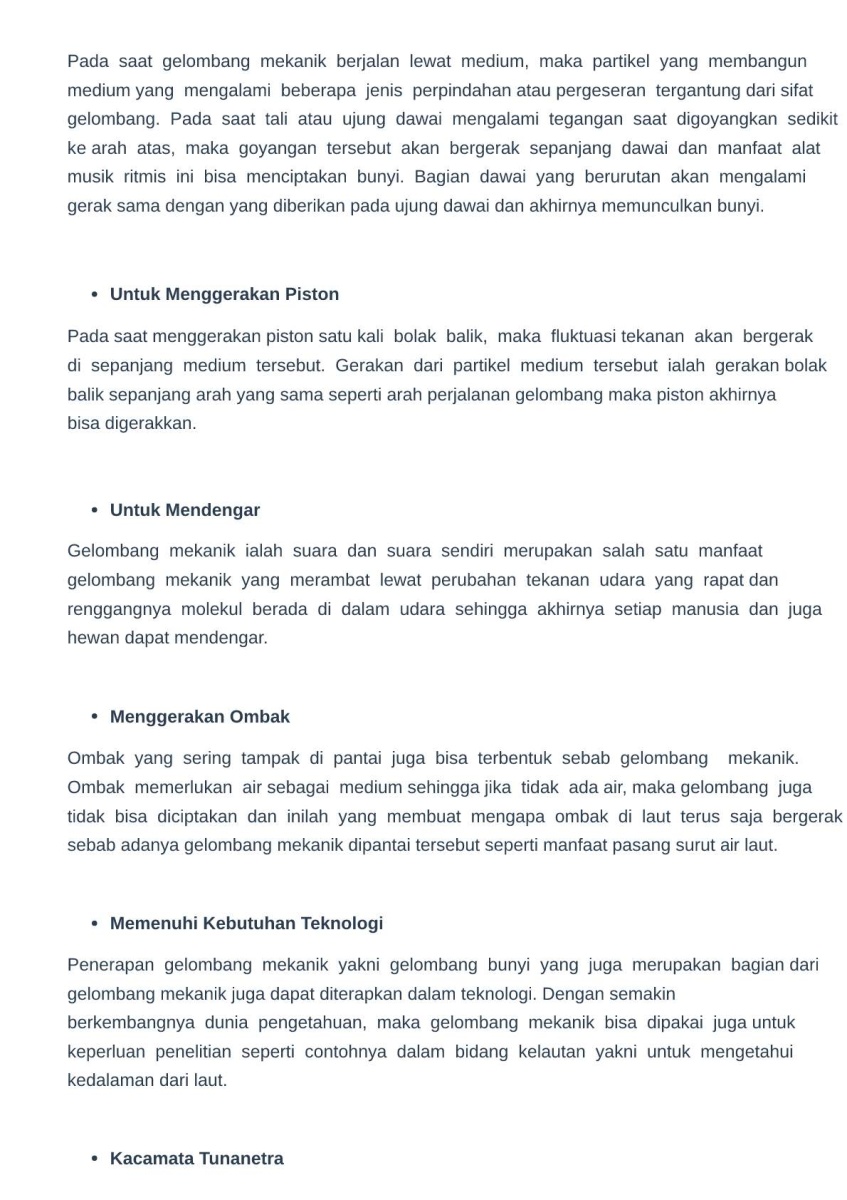 Pada saat gelombang mekanik berjalan lewat medium, maka partikel yang membangun
medium yang mengalami beberapa jenis perpindahan atau pergeseran tergantung dari sifat
gelombang. Pada saat tali atau ujung dawai mengalami tegangan saat digoyangkan sedikit
ke arah atas, maka goyangan tersebut akan bergerak sepanjang dawai dan manfaat alat
musik ritmis ini bisa menciptakan bunyi. Bagian dawai yang berurutan akan mengalami
gerak sama dengan yang diberikan pada ujung dawai dan akhirnya memunculkan bunyi.
• Untuk Menggerakan Piston
Pada saat menggerakan piston satu kali bolak balik, maka fluktuasi tekanan akan bergerak
di sepanjang medium tersebut. Gerakan dari partikel medium tersebut ialah gerakan bolak
balik sepanjang arah yang sama seperti arah perjalanan gelombang maka piston akhirnya
bisa digerakkan.
• Untuk Mendengar
Gelombang mekanik ialah suara dan suara sendiri merupakan salah satu manfaat
gelombang mekanik yang merambat lewat perubahan tekanan udara yang rapat dan
renggangnya molekul berada di dalam udara sehingga akhirnya setiap manusia dan juga
hewan dapat mendengar.
• Menggerakan Ombak
Ombak yang sering tampak di pantai juga bisa terbentuk sebab gelombang mekanik.
Ombak memerlukan air sebagai medium sehingga jika tidak ada air, maka gelombang juga
tidak bisa diciptakan dan inilah yang membuat mengapa ombak di laut terus saja bergerak
sebab adanya gelombang mekanik dipantai tersebut seperti manfaat pasang surut air laut.
• Memenuhi Kebutuhan Teknologi
Penerapan gelombang mekanik yakni gelombang bunyi yang juga merupakan bagian dari
gelombang mekanik juga dapat diterapkan dalam teknologi. Dengan semakin
berkembangnya dunia pengetahuan, maka gelombang mekanik bisa dipakai juga untuk
keperluan penelitian seperti contohnya dalam bidang kelautan yakni untuk mengetahui
kedalaman dari laut.
• Kacamata Tunanetra